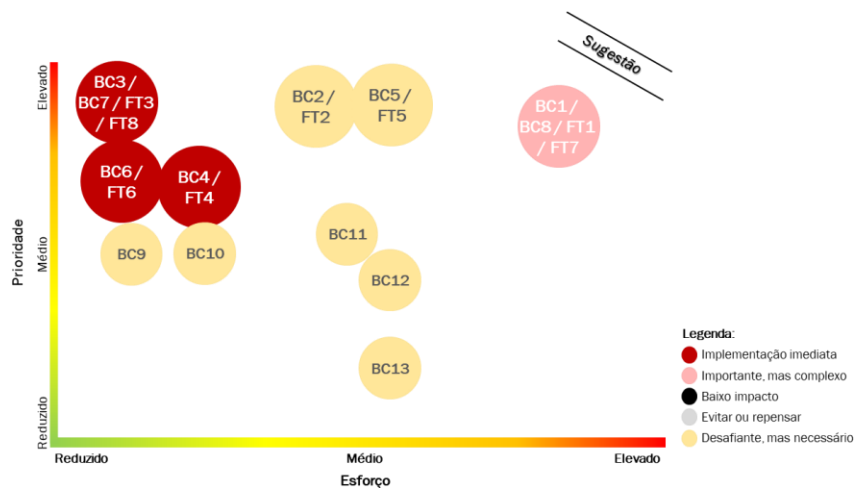 Sugestão
Elevado
BC3 /
BC7 / FT3
/ FT8
BC2 /
FT2
BC5 /
FT5
BC1 /
BC8 / FT1
/ FT7
BC6 /
FT6
BC4 /
FT4
Prioridade
Médio
BC9
BC10
BC11
BC12
BC13
Reduzido
Reduzido
Médio
Elevado
Esforço
Legenda:
Implementação imediata
Importante, mas complexo
Baixo impacto
Evitar ou repensar
Desafiante, mas necessário